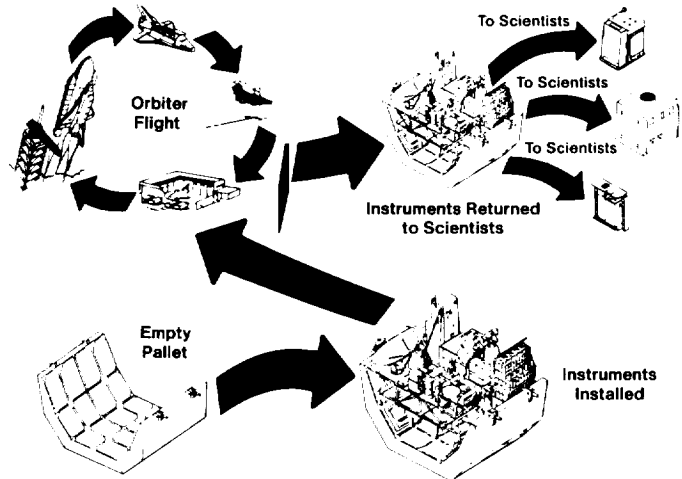 To Scientists
To Scientists
To Scientists
Orbiter
Flight
Instruments Returned
to Scientists
Empty
Pallet
Instruments
Installed